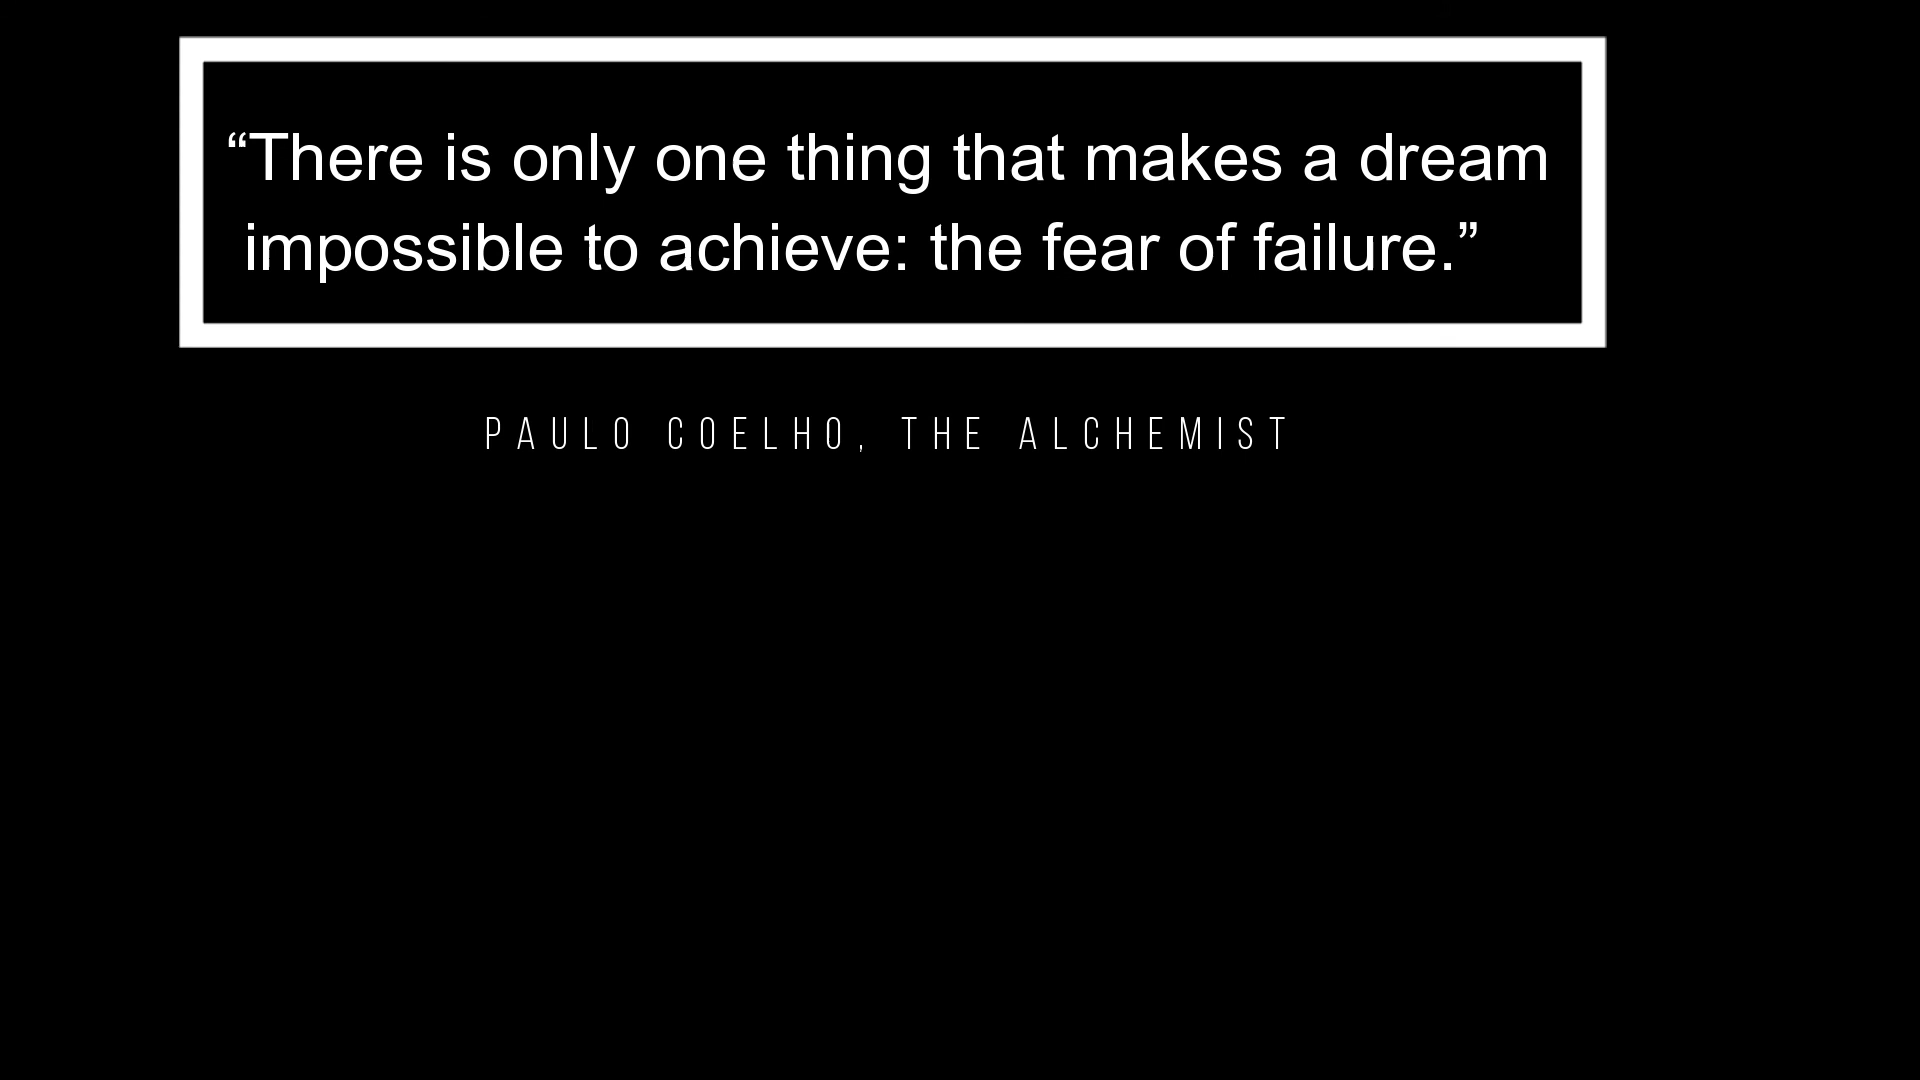 “There is only one thing that makes a dream
impossible to achieve: the fear of failure.”
PAULO COELHO, THE ALCHEMIST